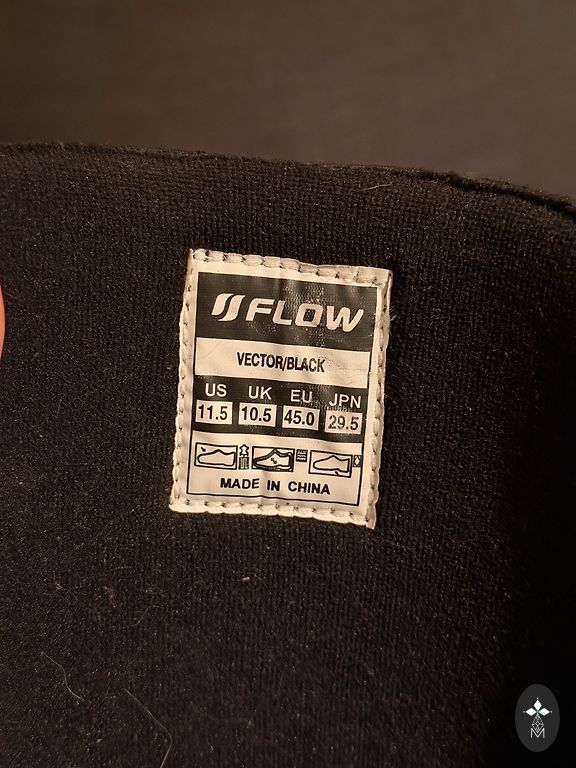 FLOW
VECTOR/BLACK
US UK EU JPN
11.5 10.5 45.0 29.5
MADE IN CHINA
M